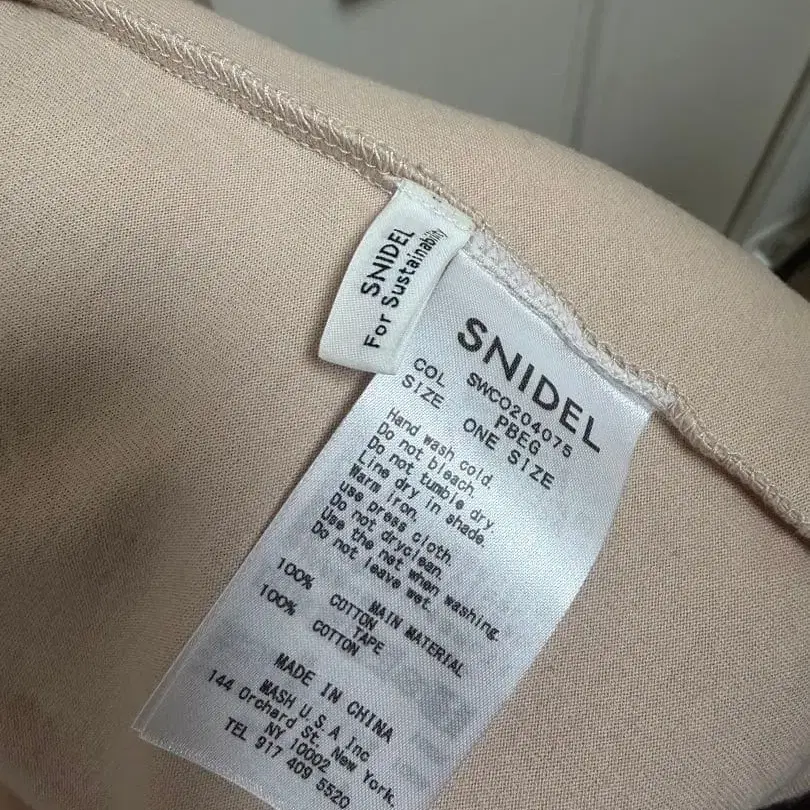 SNIDEL
For Sustainability
SNIDEL
SWCO204075
COL PBEG
SIZE ONE SIZE
Hand wash cold.
Do not bleach.
Do not tumble dry.
Line dry in shade.
Warm iron.
use press cloth.
Do not dryclean.
Use the net when washing.
Do not leave wet.
MAIN MATERIAL
100% COTTON
TAPE
100% COTTON
MADE IN CHINA
MASH U.S.A Inc
144 Orchard St. New York.
NY 10002
TEL 917 409 5520